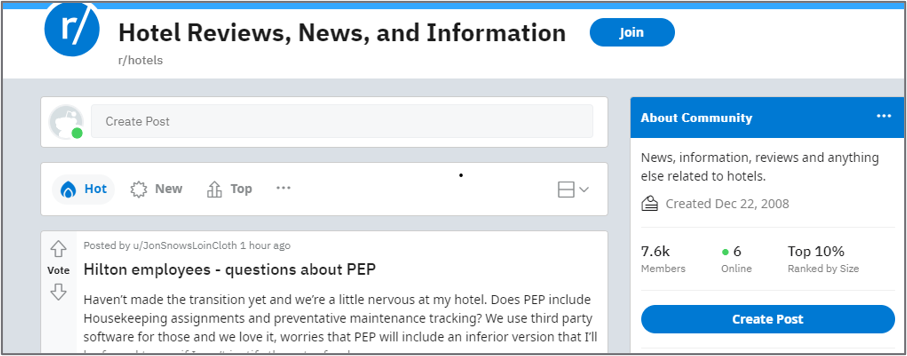 r/
Hotel Reviews, News, and Information
Join
r/hotels
Create Post
Hot
New
Top
Posted by u/JonSnowsLoinCloth 1 hour ago
Vote
Hilton employees - questions about PEP
Haven't made the transition yet and we're a little nervous at my hotel. Does PEP include
Housekeeping assignments and preventative maintenance tracking? We use third party
software for those and we love it, worries that PEP will include an inferior version that I'll
About Community
News, information, reviews and anything
else related to hotels.
Created Dec 22, 2008
7.6k
6
Top 10%
Members
Online
Ranked by Size
Create Post